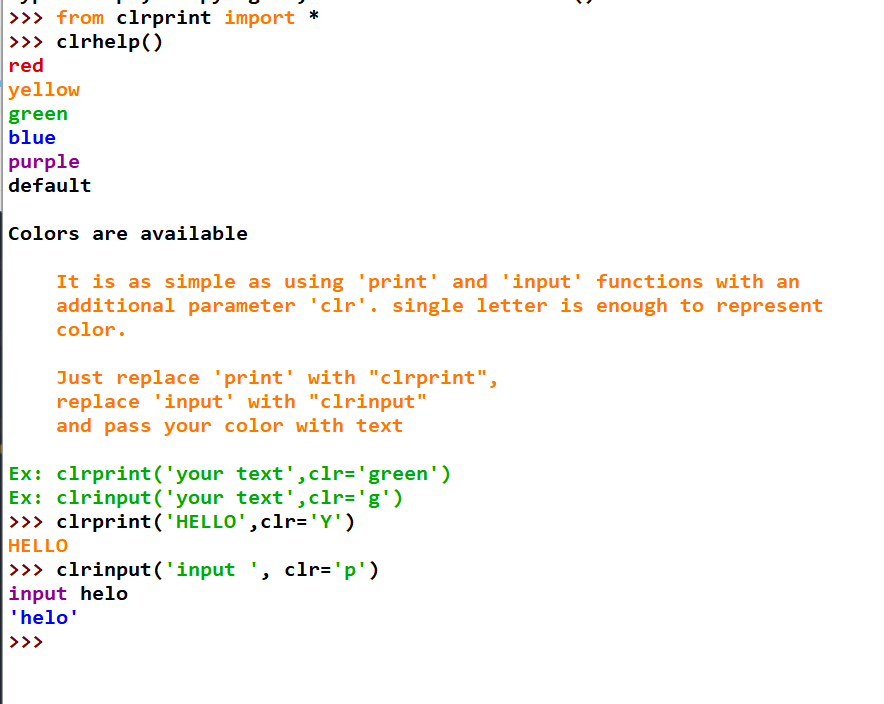 >>> from clrprint import *
>>> clrhelp()
red
yellow
green
blue
purple
default
Colors are available
It is as simple as using 'print' and 'input' functions with an
additional parameter 'clr'. single letter is enough to represent
color.
Just replace 'print' with "clrprint",
replace 'input' with "clrinput"
and pass your color with text
Ex: clrprint('your text',clr='green')
Ex: clrinput('your text',clr='g')
>>> clrprint('HELLO',clr='Y')
HELLO
>>> clrinput('input ', clr='p')
input helo
'helo'
>>>